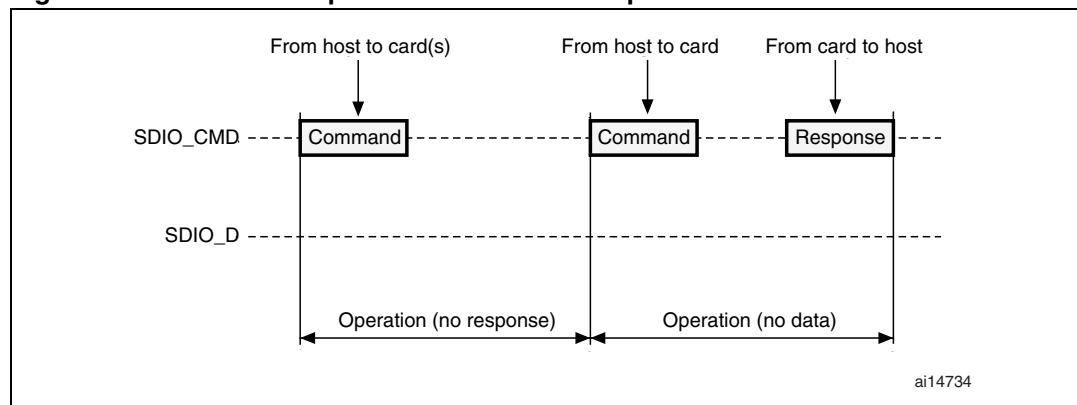 From host to card(s) From host to card From card to host
SDIO_CMD Command Command Response
SDIO_D
Operation (no response) Operation (no data)
ai14734